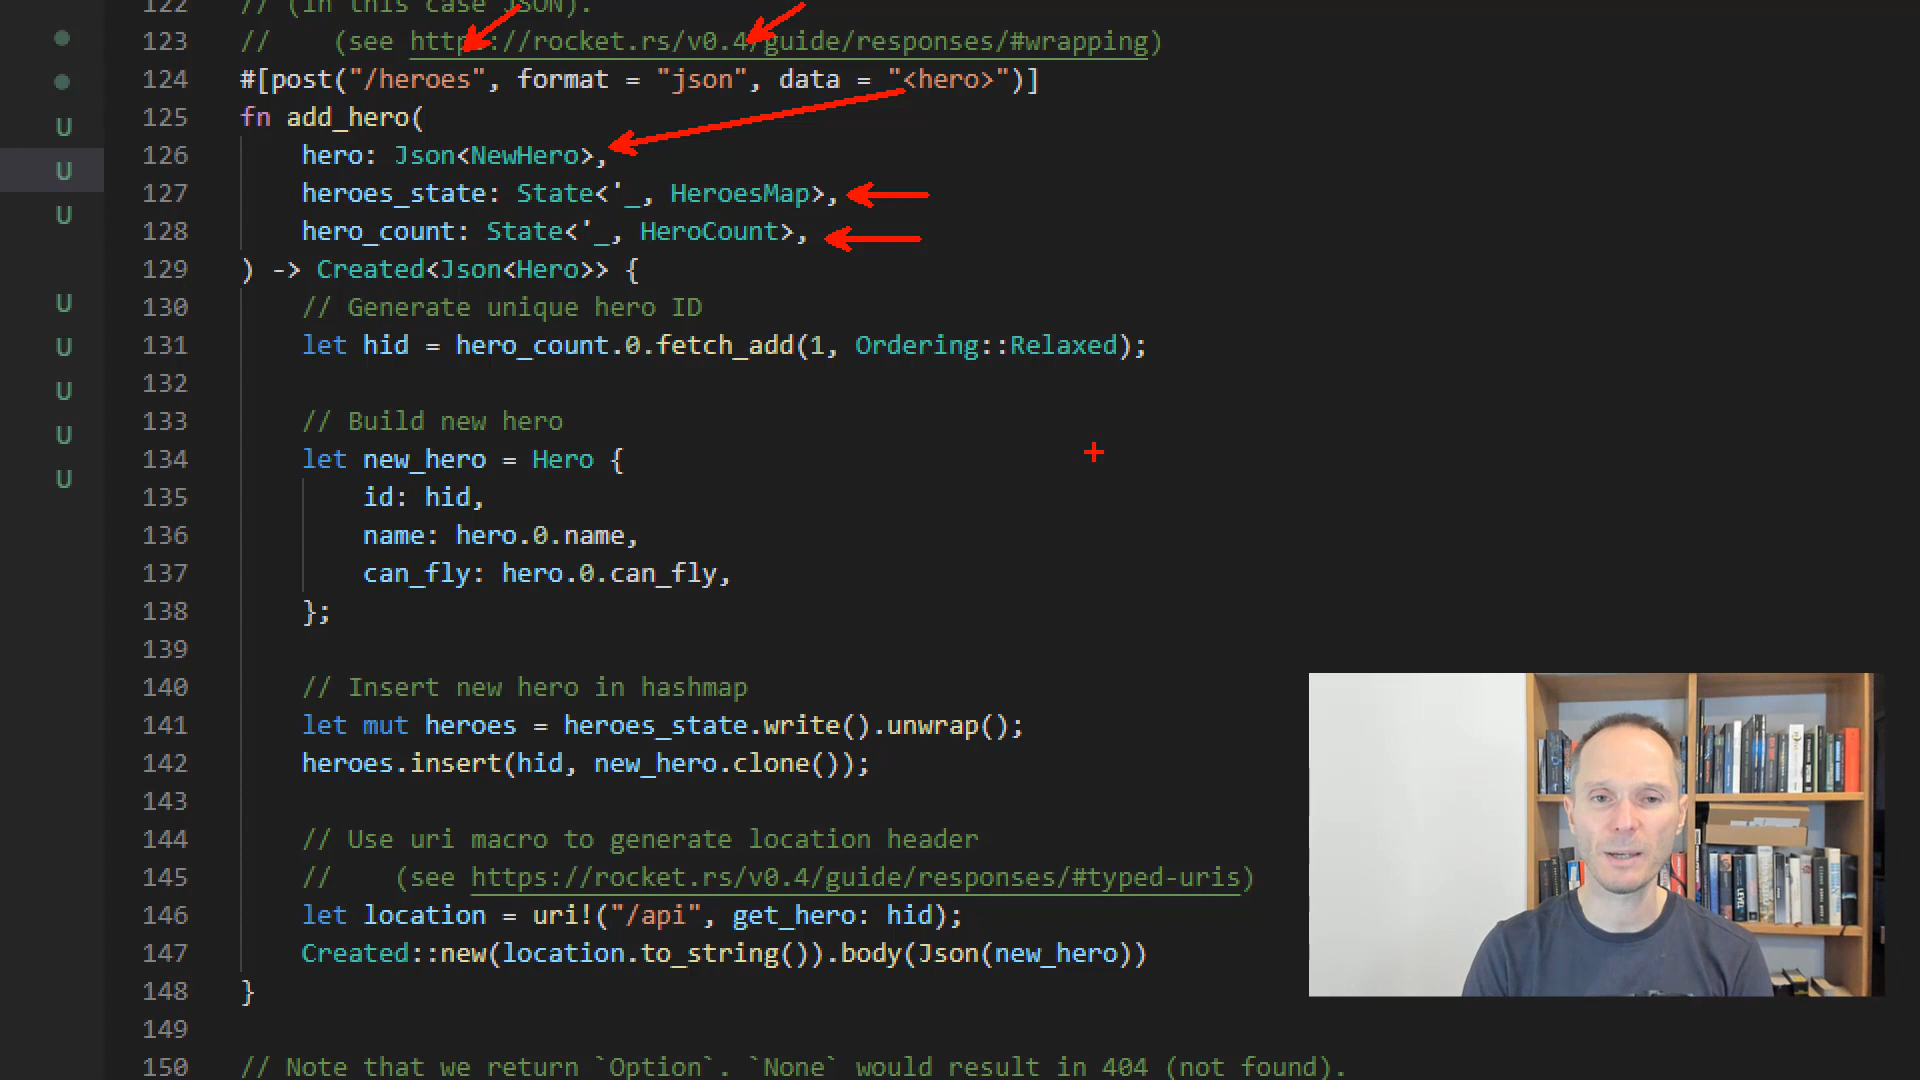 122 // (in this case JSON).
123 //    (see https://rocket.rs/v0.4/guide/responses/#wrapping)
124 #[post("/heroes", format = "json", data = "<hero>")]
125 fn add_hero(
126     hero: Json<NewHero>,
127     heroes_state: State<'_, HeroesMap>,
128     hero_count: State<'_, HeroCount>,
129 ) -> Created<Json<Hero>> {
130     // Generate unique hero ID
131     let hid = hero_count.0.fetch_add(1, Ordering::Relaxed);
132
133     // Build new hero
134     let new_hero = Hero {
135         id: hid,
136         name: hero.0.name,
137         can_fly: hero.0.can_fly,
138     };
139
140     // Insert new hero in hashmap
141     let mut heroes = heroes_state.write().unwrap();
142     heroes.insert(hid, new_hero.clone());
143
144     // Use uri macro to generate location header
145     //    (see https://rocket.rs/v0.4/guide/responses/#typed-uris)
146     let location = uri!("/api", get_hero: hid);
147     Created::new(location.to_string()).body(Json(new_hero))
148 }
149
150 // Note that we return `Option`. `None` would result in 404 (not found).
U
U
U
U
U
U
U
U